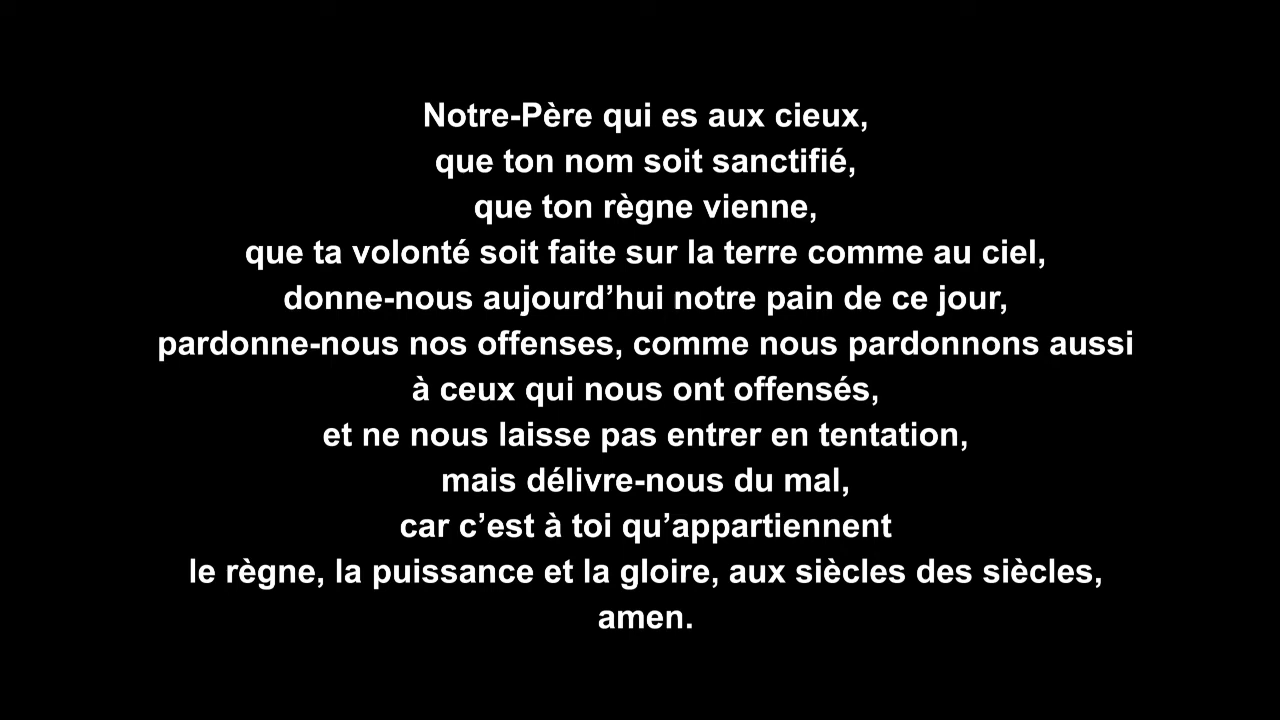 Notre-Père qui es aux cieux,
que ton nom soit sanctifié,
que ton règne vienne,
que ta volonté soit faite sur la terre comme au ciel,
donne-nous aujourd’hui notre pain de ce jour,
pardonne-nous nos offenses, comme nous pardonnons aussi
à ceux qui nous ont offensés,
et ne nous laisse pas entrer en tentation,
mais délivre-nous du mal,
car c’est à toi qu’appartiennent
le règne, la puissance et la gloire, aux siècles des siècles,
amen.